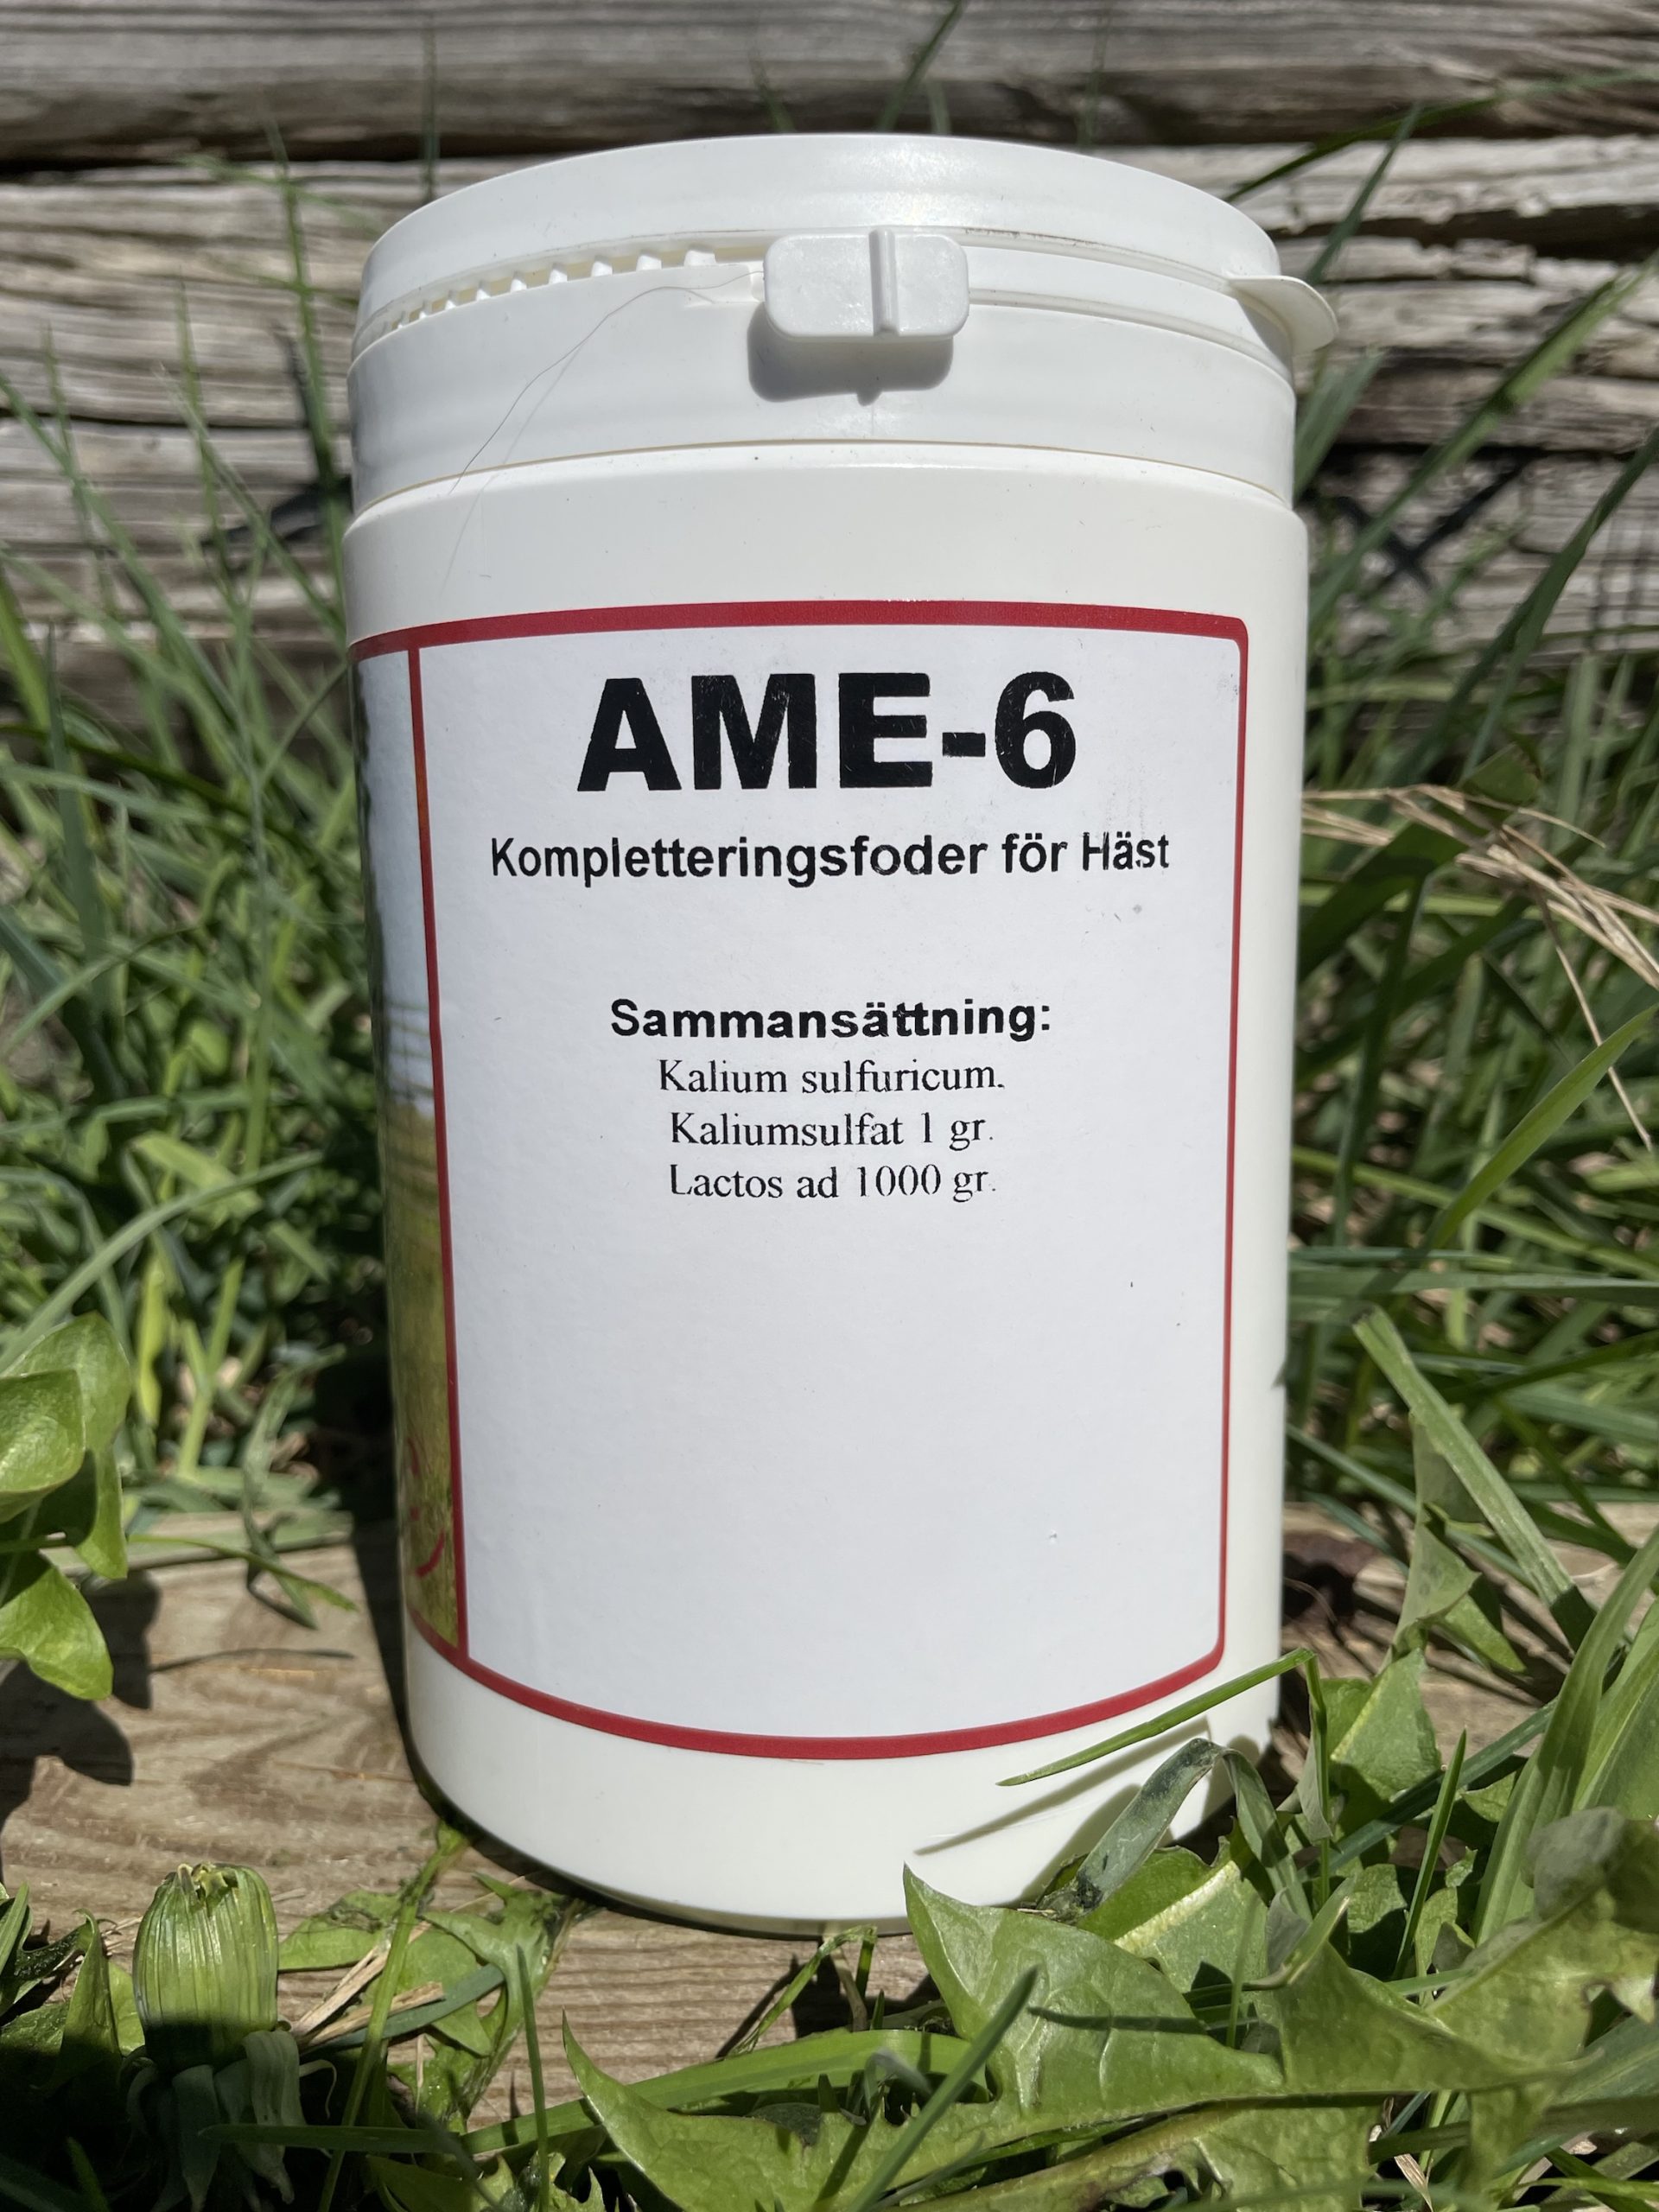 AME-6
Kompletteringsfoder för Häst
Sammansättning:
Kalium sulfuricum.
Kaliumsulfat 1 gr.
Lactos ad 1000 gr.